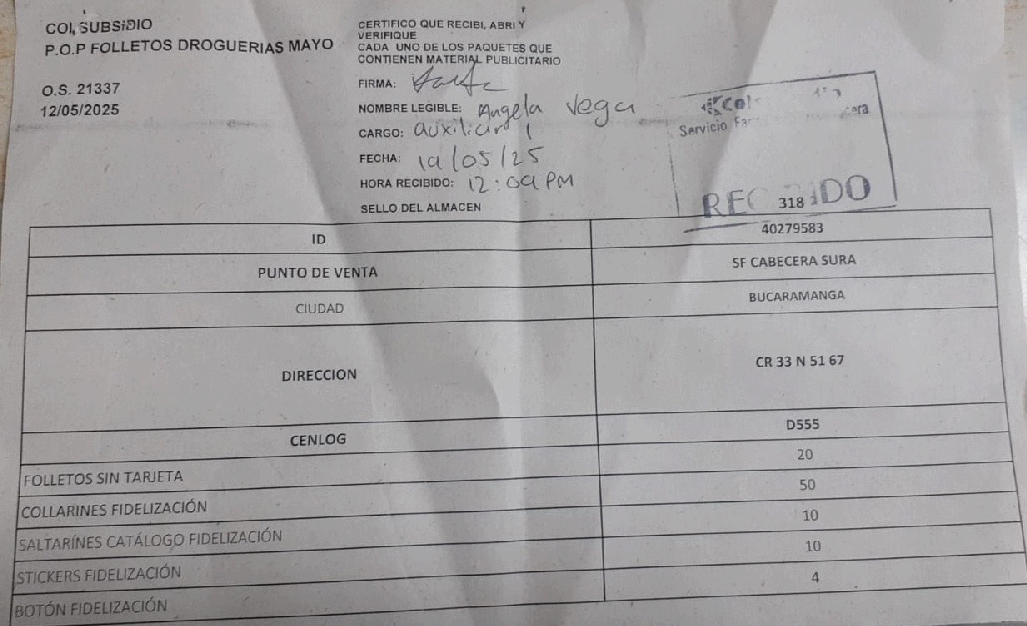 COL SUBSIDIO
P.O.P FOLLETOS DROGUERIAS MAYO
O.S. 21337
12/05/2025
CERTIFICO QUE RECIBI, ABRI Y
VERIFIQUE
CADA UNO DE LOS PAQUETES QUE
CONTIENEN MATERIAL PUBLICITARIO
FIRMA:
NOMBRE LEGIBLE: Angela Vega
CARGO: auxiliar 1
FECHA: 19/05/25
HORA RECIBIDO: 12:09 PM
SELLO DEL ALMACEN
Servicio
318
ID 40279583
PUNTO DE VENTA SF CABECERA SURA
CIUDAD BUCARAMANGA
DIRECCION CR 33 N 51 67
CENLOG D555
FOLLETOS SIN TARJETA 20
COLLARINES FIDELIZACIÓN 50
SALTARINES CATÁLOGO FIDELIZACIÓN 10
STICKERS FIDELIZACIÓN 10
BOTÓN FIDELIZACIÓN 4